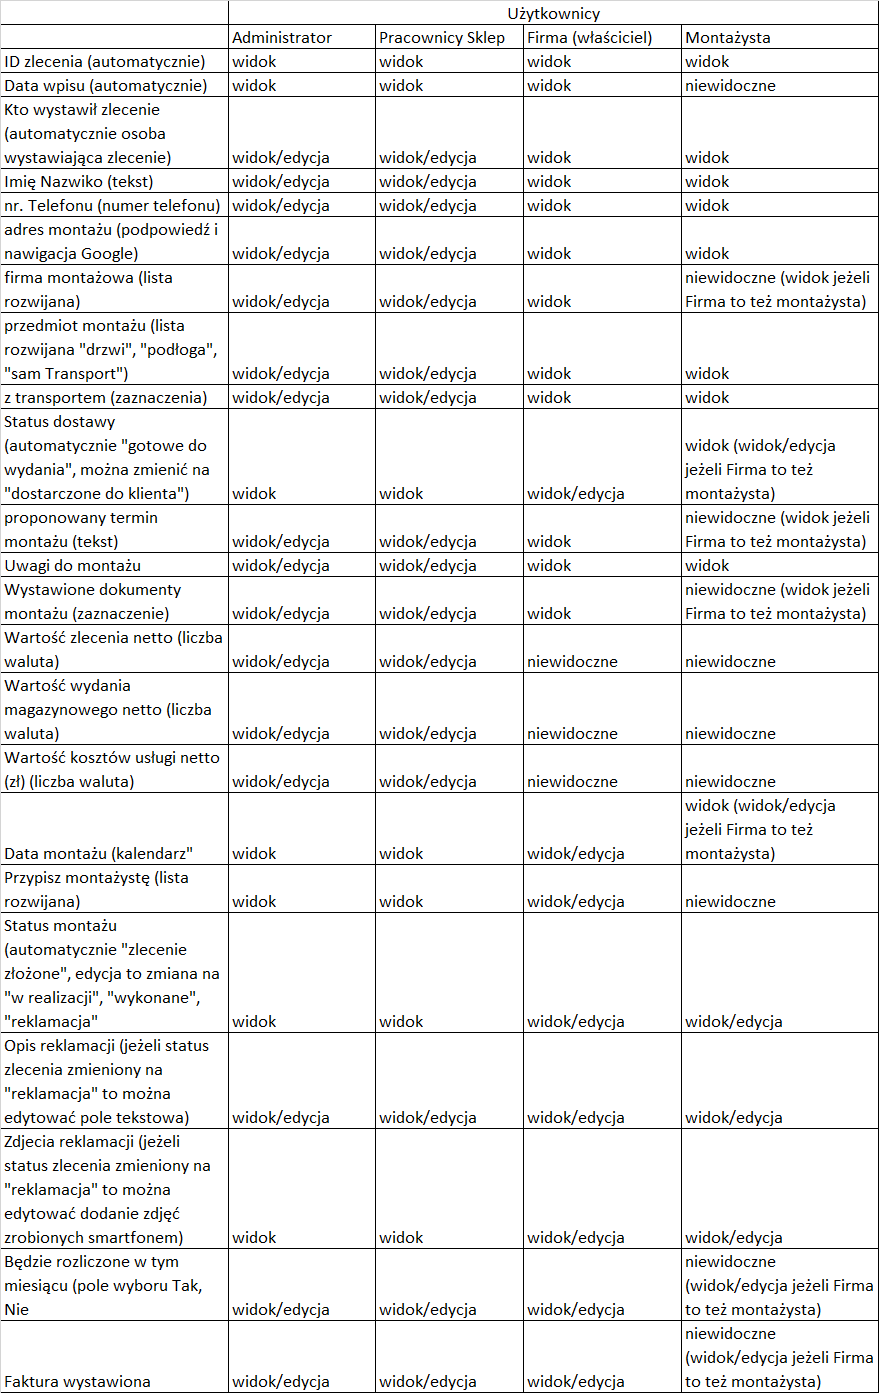 Użytkownicy
Administrator Pracownicy Sklep Firma (właściciel) Montażysta
ID zlecenia (automatycznie) widok widok widok widok
Data wpisu (automatycznie) widok widok widok niewidoczne
Kto wystawił zlecenie
(automatycznie osoba
wystawiająca zlecenie) widok/edycja widok/edycja widok widok
Imię Nazwiko (tekst) widok/edycja widok/edycja widok widok
nr. Telefonu (numer telefonu) widok/edycja widok/edycja widok widok
adres montażu (podpowiedź i
nawigacja Google) widok/edycja widok/edycja widok widok
firma montażowa (lista niewidoczne (widok jeżeli
rozwijana) widok/edycja widok/edycja widok Firma to też montażysta)
przedmiot montażu (lista
rozwijana "drzwi", "podłoga",
"sam Transport") widok/edycja widok/edycja widok widok
z transportem (zaznaczenia) widok/edycja widok/edycja widok widok
Status dostawy
(automatycznie "gotowe do widok (widok/edycja
wydania", można zmienić na jeżeli Firma to też
"dostarczone do klienta") widok widok widok/edycja montażysta)
proponowany termin niewidoczne (widok jeżeli
montażu (tekst) widok/edycja widok/edycja widok Firma to też montażysta)
Uwagi do montażu widok/edycja widok/edycja widok widok
Wystawione dokumenty niewidoczne (widok jeżeli
montażu (zaznaczenie) widok/edycja widok/edycja widok Firma to też montażysta)
Wartość zlecenia netto (liczba
waluta) widok/edycja widok/edycja niewidoczne niewidoczne
Wartość wydania
magazynowego netto (liczba
waluta) widok/edycja widok/edycja niewidoczne niewidoczne
Wartość kosztów usługi netto
(zł) (liczba waluta) widok/edycja widok/edycja niewidoczne niewidoczne
widok (widok/edycja
jeżeli Firma to też
Data montażu (kalendarz" widok widok widok/edycja montażysta)
Przypisz montażystę (lista
rozwijana) widok widok widok/edycja niewidoczne
Status montażu
(automatycznie "zlecenie
złożone", edycja to zmiana na
"w realizacji", "wykonane",
"reklamacja" widok widok widok/edycja widok/edycja
Opis reklamacji (jeżeli status
zlecenia zmieniony na
"reklamacja" to można
edytować pole tekstowa) widok/edycja widok/edycja widok/edycja widok/edycja
Zdjecia reklamacji (jeżeli
status zlecenia zmieniony na
"reklamacja" to można
edytować dodanie zdjęć
zrobionych smartfonem) widok widok widok/edycja widok/edycja
Będzie rozliczone w tym niewidoczne
miesiącu (pole wyboru Tak, (widok/edycja jeżeli Firma
Nie widok/edycja widok/edycja widok/edycja to też montażysta)
niewidoczne
(widok/edycja jeżeli Firma
Faktura wystawiona widok/edycja widok/edycja widok/edycja to też montażysta)